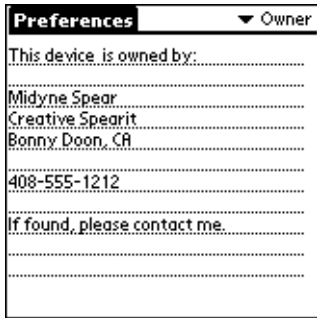 Preferences
Owner
This device is owned by:
Midyne Spear
Creative Spearit
Bonny Doon, CA
408-555-1212
If found, please contact me.